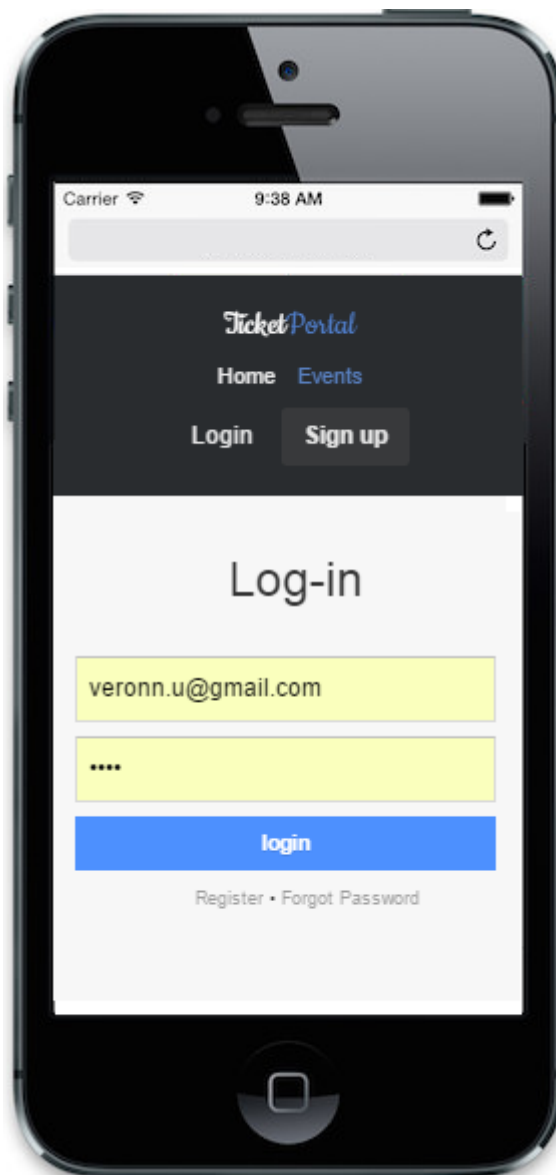 Carrier 9:38 AM
TicketPortal
Home Events
Login Sign up
Log-in
veronn.u@gmail.com
••••
login
Register • Forgot Password